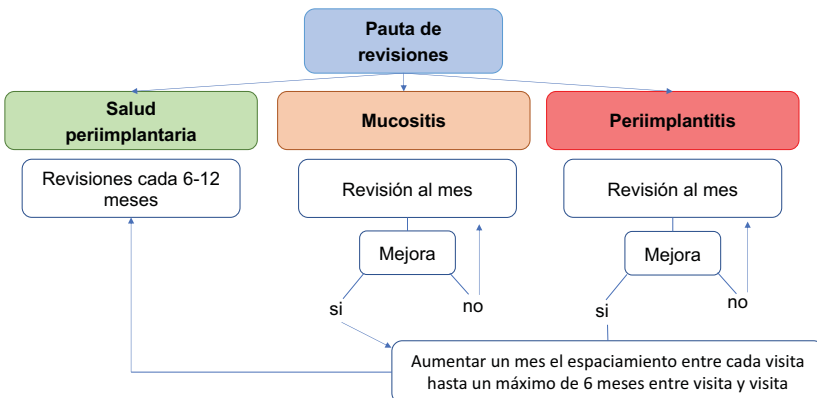 Pauta de
revisiones
Salud
periimplantaria
Mucositis
Periimplantitis
Revisiones cada 6-12
meses
Revisión al mes
Revisión al mes
Mejora
Mejora
si
no
si
no
Aumentar un mes el espaciamiento entre cada visita
hasta un máximo de 6 meses entre visita y visita